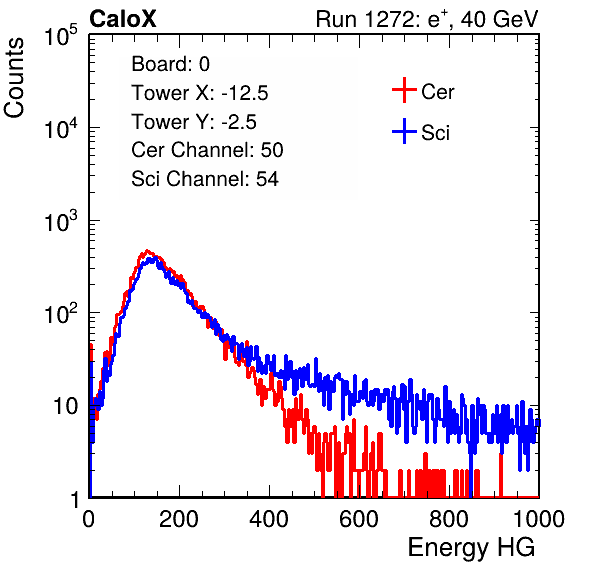 CaloX Run 1272: e⁺, 40 GeV
Counts
10⁵
10⁴
10³
10²
10
1
Board: 0
Tower X: -12.5
Tower Y: -2.5
Cer Channel: 50
Sci Channel: 54
Cer
Sci
0 200 400 600 800 1000
Energy HG